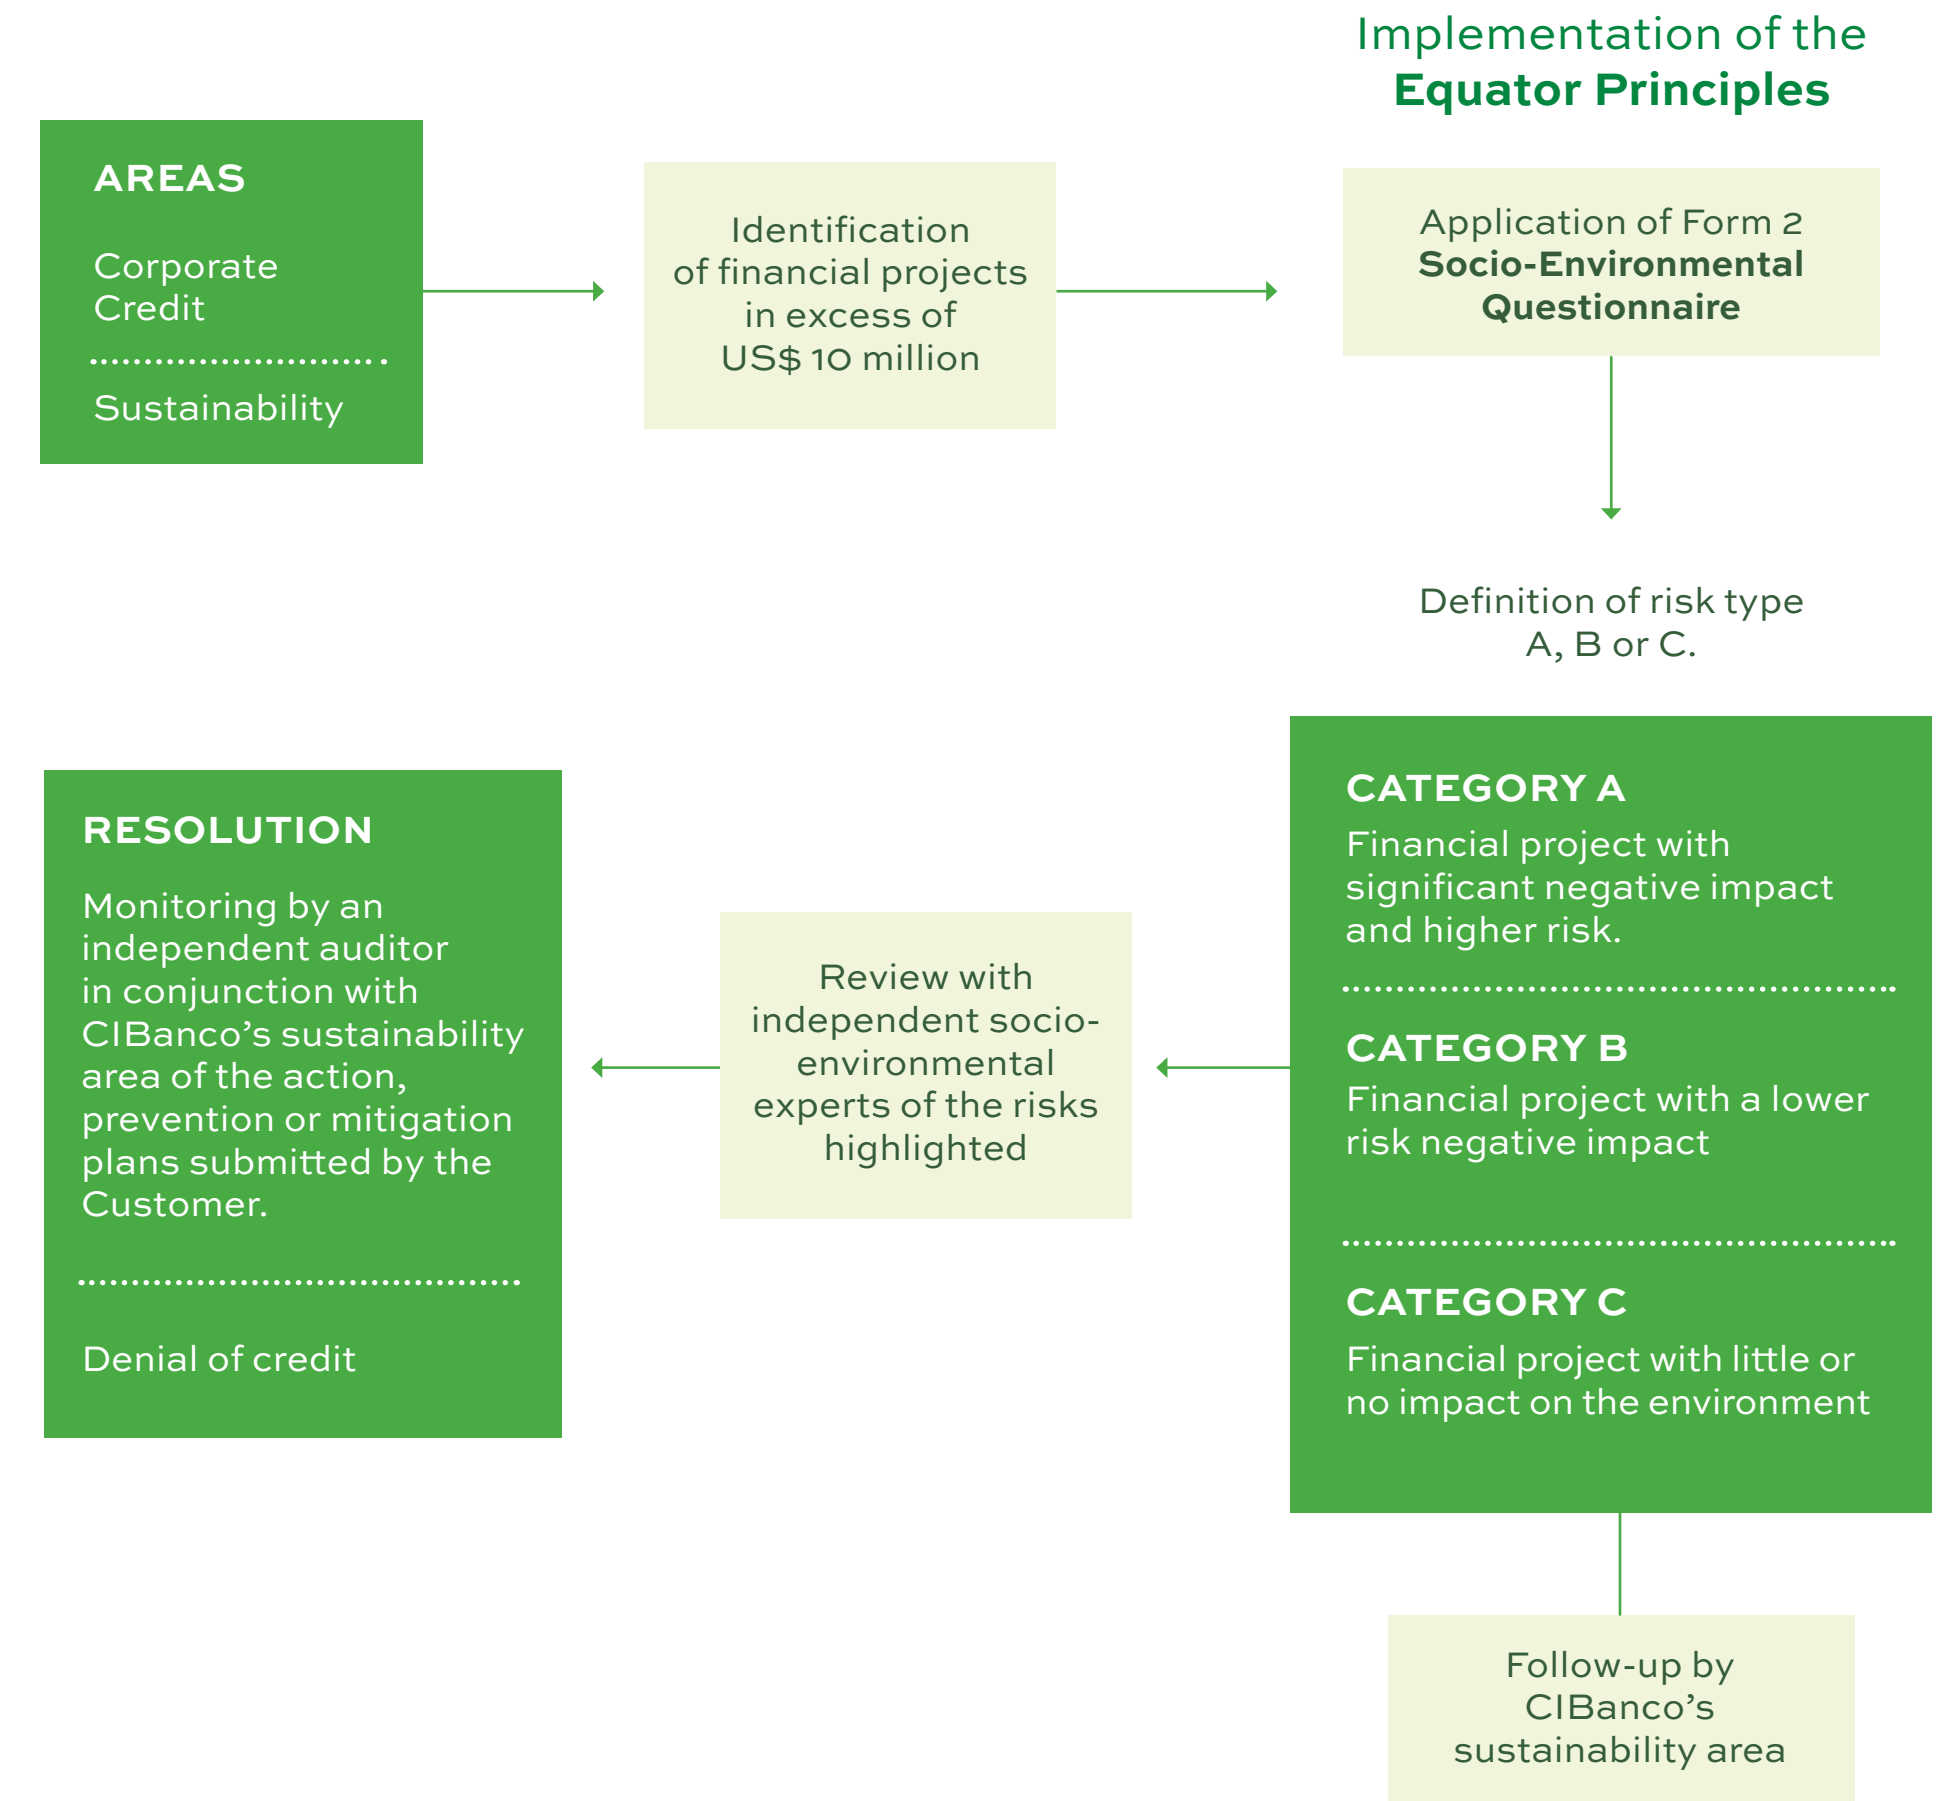 Implementation of the
Equator Principles
AREAS
Corporate
Credit
Sustainability
Identification
of financial projects
in excess of
US$ 10 million
Application of Form 2
Socio-Environmental
Questionnaire
Definition of risk type
A, B or C.
CATEGORY A
Financial project with
significant negative impact
and higher risk.
CATEGORY B
Financial project with a lower
risk negative impact
CATEGORY C
Financial project with little or
no impact on the environment
Review with
independent socio-
environmental
experts of the risks
highlighted
RESOLUTION
Monitoring by an
independent auditor
in conjunction with
CIBanco’s sustainability
area of the action,
prevention or mitigation
plans submitted by the
Customer.
Denial of credit
Follow-up by
CIBanco’s
sustainability area